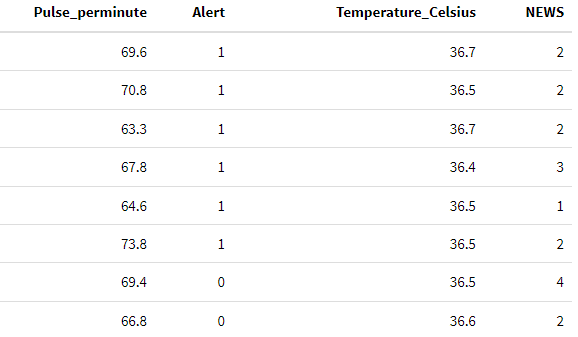 Pulse_perminute Alert Temperature_Celsius NEWS
69.6 1 36.7 2
70.8 1 36.5 2
63.3 1 36.7 2
67.8 1 36.4 3
64.6 1 36.5 1
73.8 1 36.5 2
69.4 0 36.5 4
66.8 0 36.6 2